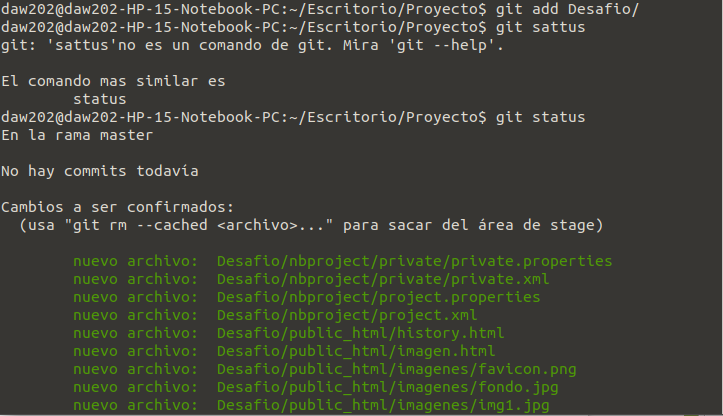 daw202@daw202-HP-15-Notebook-PC:~/Escritorio/Proyecto$ git add Desafio/
daw202@daw202-HP-15-Notebook-PC:~/Escritorio/Proyecto$ git sattus
git: 'sattus'no es un comando de git. Mira 'git --help'.
El comando mas similar es
status
daw202@daw202-HP-15-Notebook-PC:~/Escritorio/Proyecto$ git status
En la rama master
No hay commits todavía
Cambios a ser confirmados:
(usa "git rm --cached <archivo>..." para sacar del área de stage)
nuevo archivo:  Desafio/nbproject/private/private.properties
nuevo archivo:  Desafio/nbproject/private/private.xml
nuevo archivo:  Desafio/nbproject/project.properties
nuevo archivo:  Desafio/nbproject/project.xml
nuevo archivo:  Desafio/public_html/history.html
nuevo archivo:  Desafio/public_html/imagen.html
nuevo archivo:  Desafio/public_html/imagenes/favicon.png
nuevo archivo:  Desafio/public_html/imagenes/fondo.jpg
nuevo archivo:  Desafio/public_html/imagenes/img1.jpg